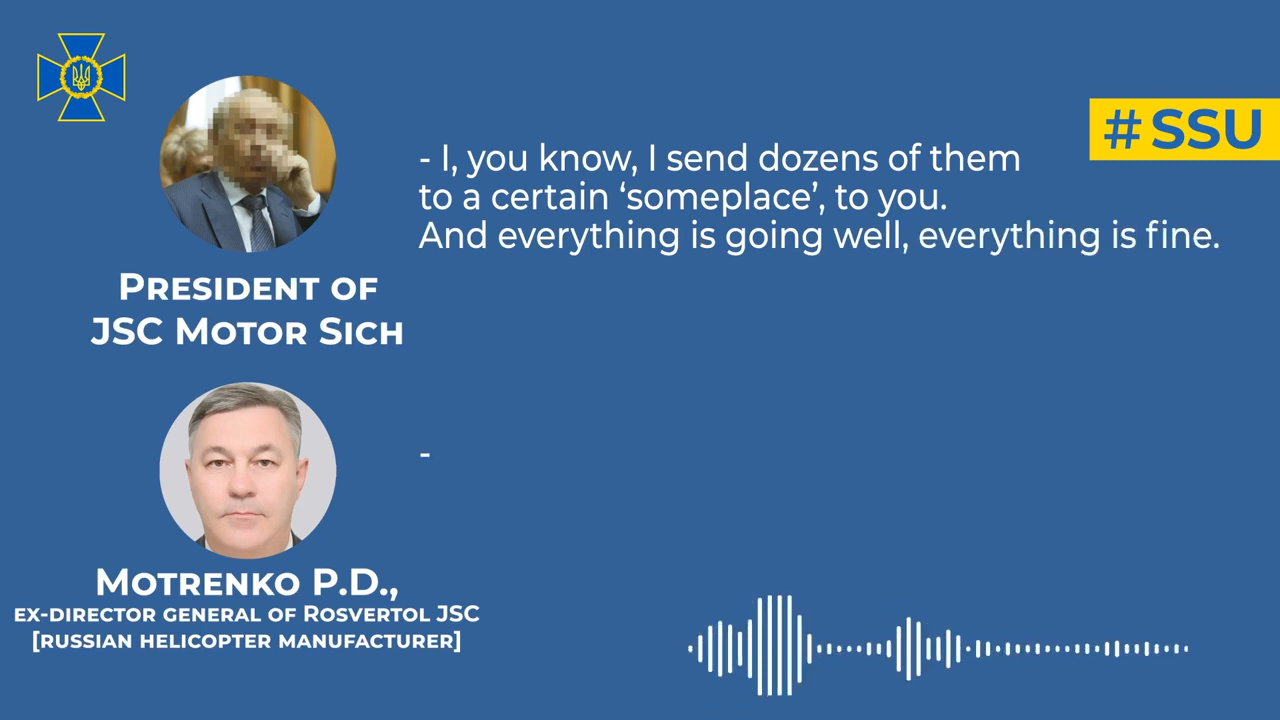 #SSU
- I, you know, I send dozens of them
to a certain ‘someplace’, to you.
And everything is going well, everything is fine.
President of
JSC Motor Sich
-
Motrenko P.D.,
ex-director general of Rosvertol JSC
[russian helicopter manufacturer]